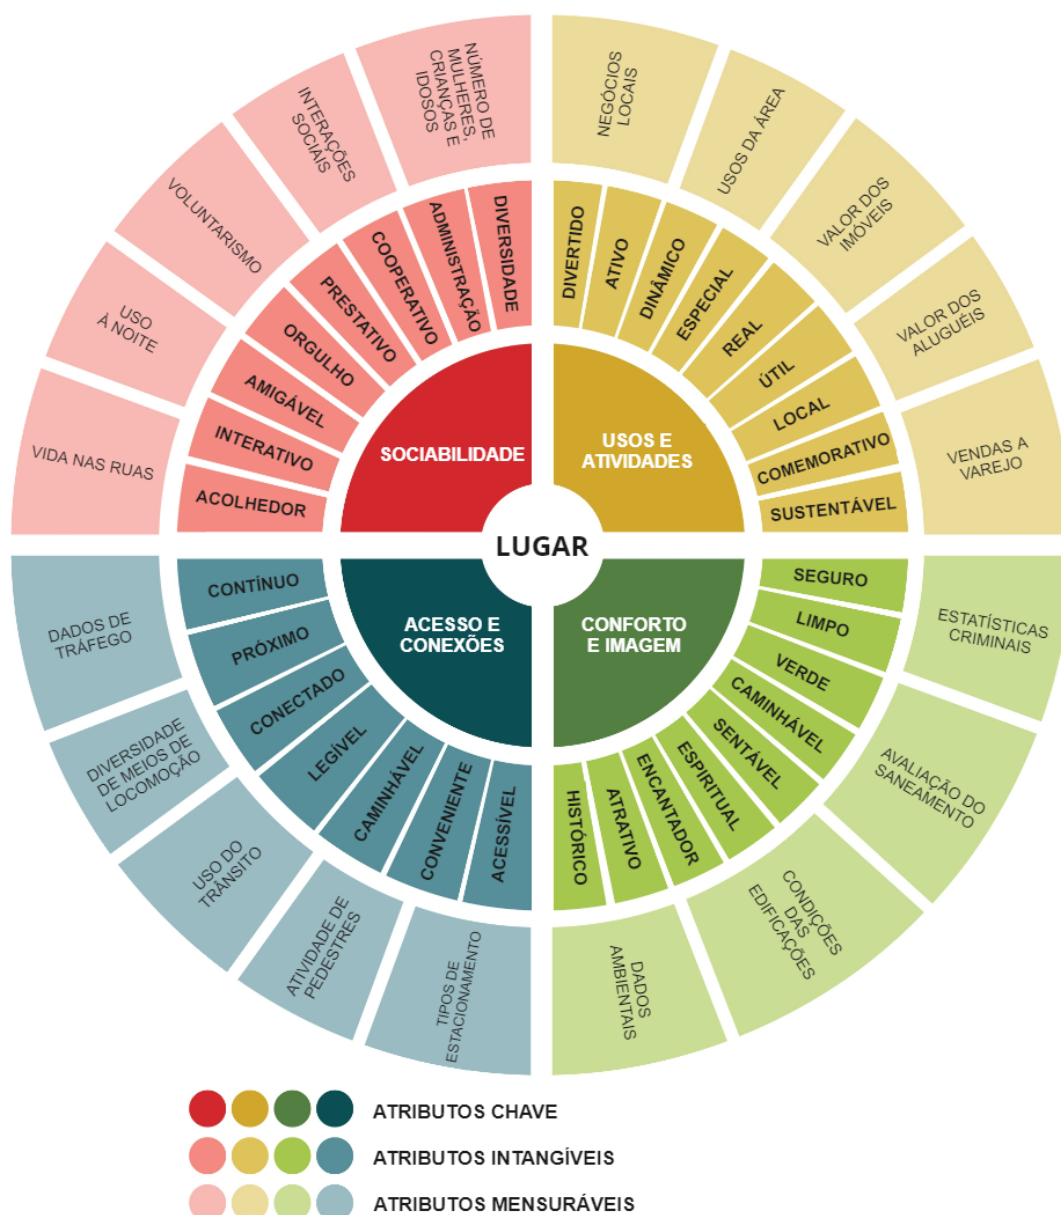 NÚMERO DE
MULHERES,
CRIANÇAS E
IDOSOS
INTERAÇÕES
SOCIAIS
VOLUNTARISMO
USO
À NOITE
VIDA NAS RUAS
NEGÓCIOS
LOCAIS
USOS DA ÁREA
VALOR DOS
IMÓVEIS
VALOR DOS
ALUGUÉIS
VENDAS A
VAREJO
DIVERSIDADE
ADMINISTRAÇÃO
COOPERATIVO
PRESTATIVO
ORGULHO
AMIGÁVEL
INTERATIVO
ACOLHEDOR
DIVERTIDO
ATIVO
DINÂMICO
ESPECIAL
REAL
ÚTIL
LOCAL
COMEMORATIVO
SUSTENTÁVEL
SOCIABILIDADE
USOS E
ATIVIDADES
LUGAR
ACESSO E
CONEXÕES
CONFORTO
E IMAGEM
CONTÍNUO
PRÓXIMO
CONECTADO
LEGÍVEL
CAMINHÁVEL
CONVENIENTE
ACESSÍVEL
SEGURO
LIMPO
VERDE
CAMINHÁVEL
SENTÁVEL
ESPIRITUAL
ENCANTADOR
ATRATIVO
HISTÓRICO
DADOS DE
TRÁFEGO
DIVERSIDADE
DE MEIOS DE
LOCOMOÇÃO
USO DO
TRÂNSITO
ATIVIDADE DE
PEDESTRES
TIPOS DE
ESTACIONAMENTO
ESTATÍSTICAS
CRIMINAIS
AVALIAÇÃO DO
SANEAMENTO
CONDIÇÕES
DAS
EDIFICAÇÕES
DADOS
AMBIENTAIS
ATRIBUTOS CHAVE
ATRIBUTOS INTANGÍVEIS
ATRIBUTOS MENSURÁVEIS